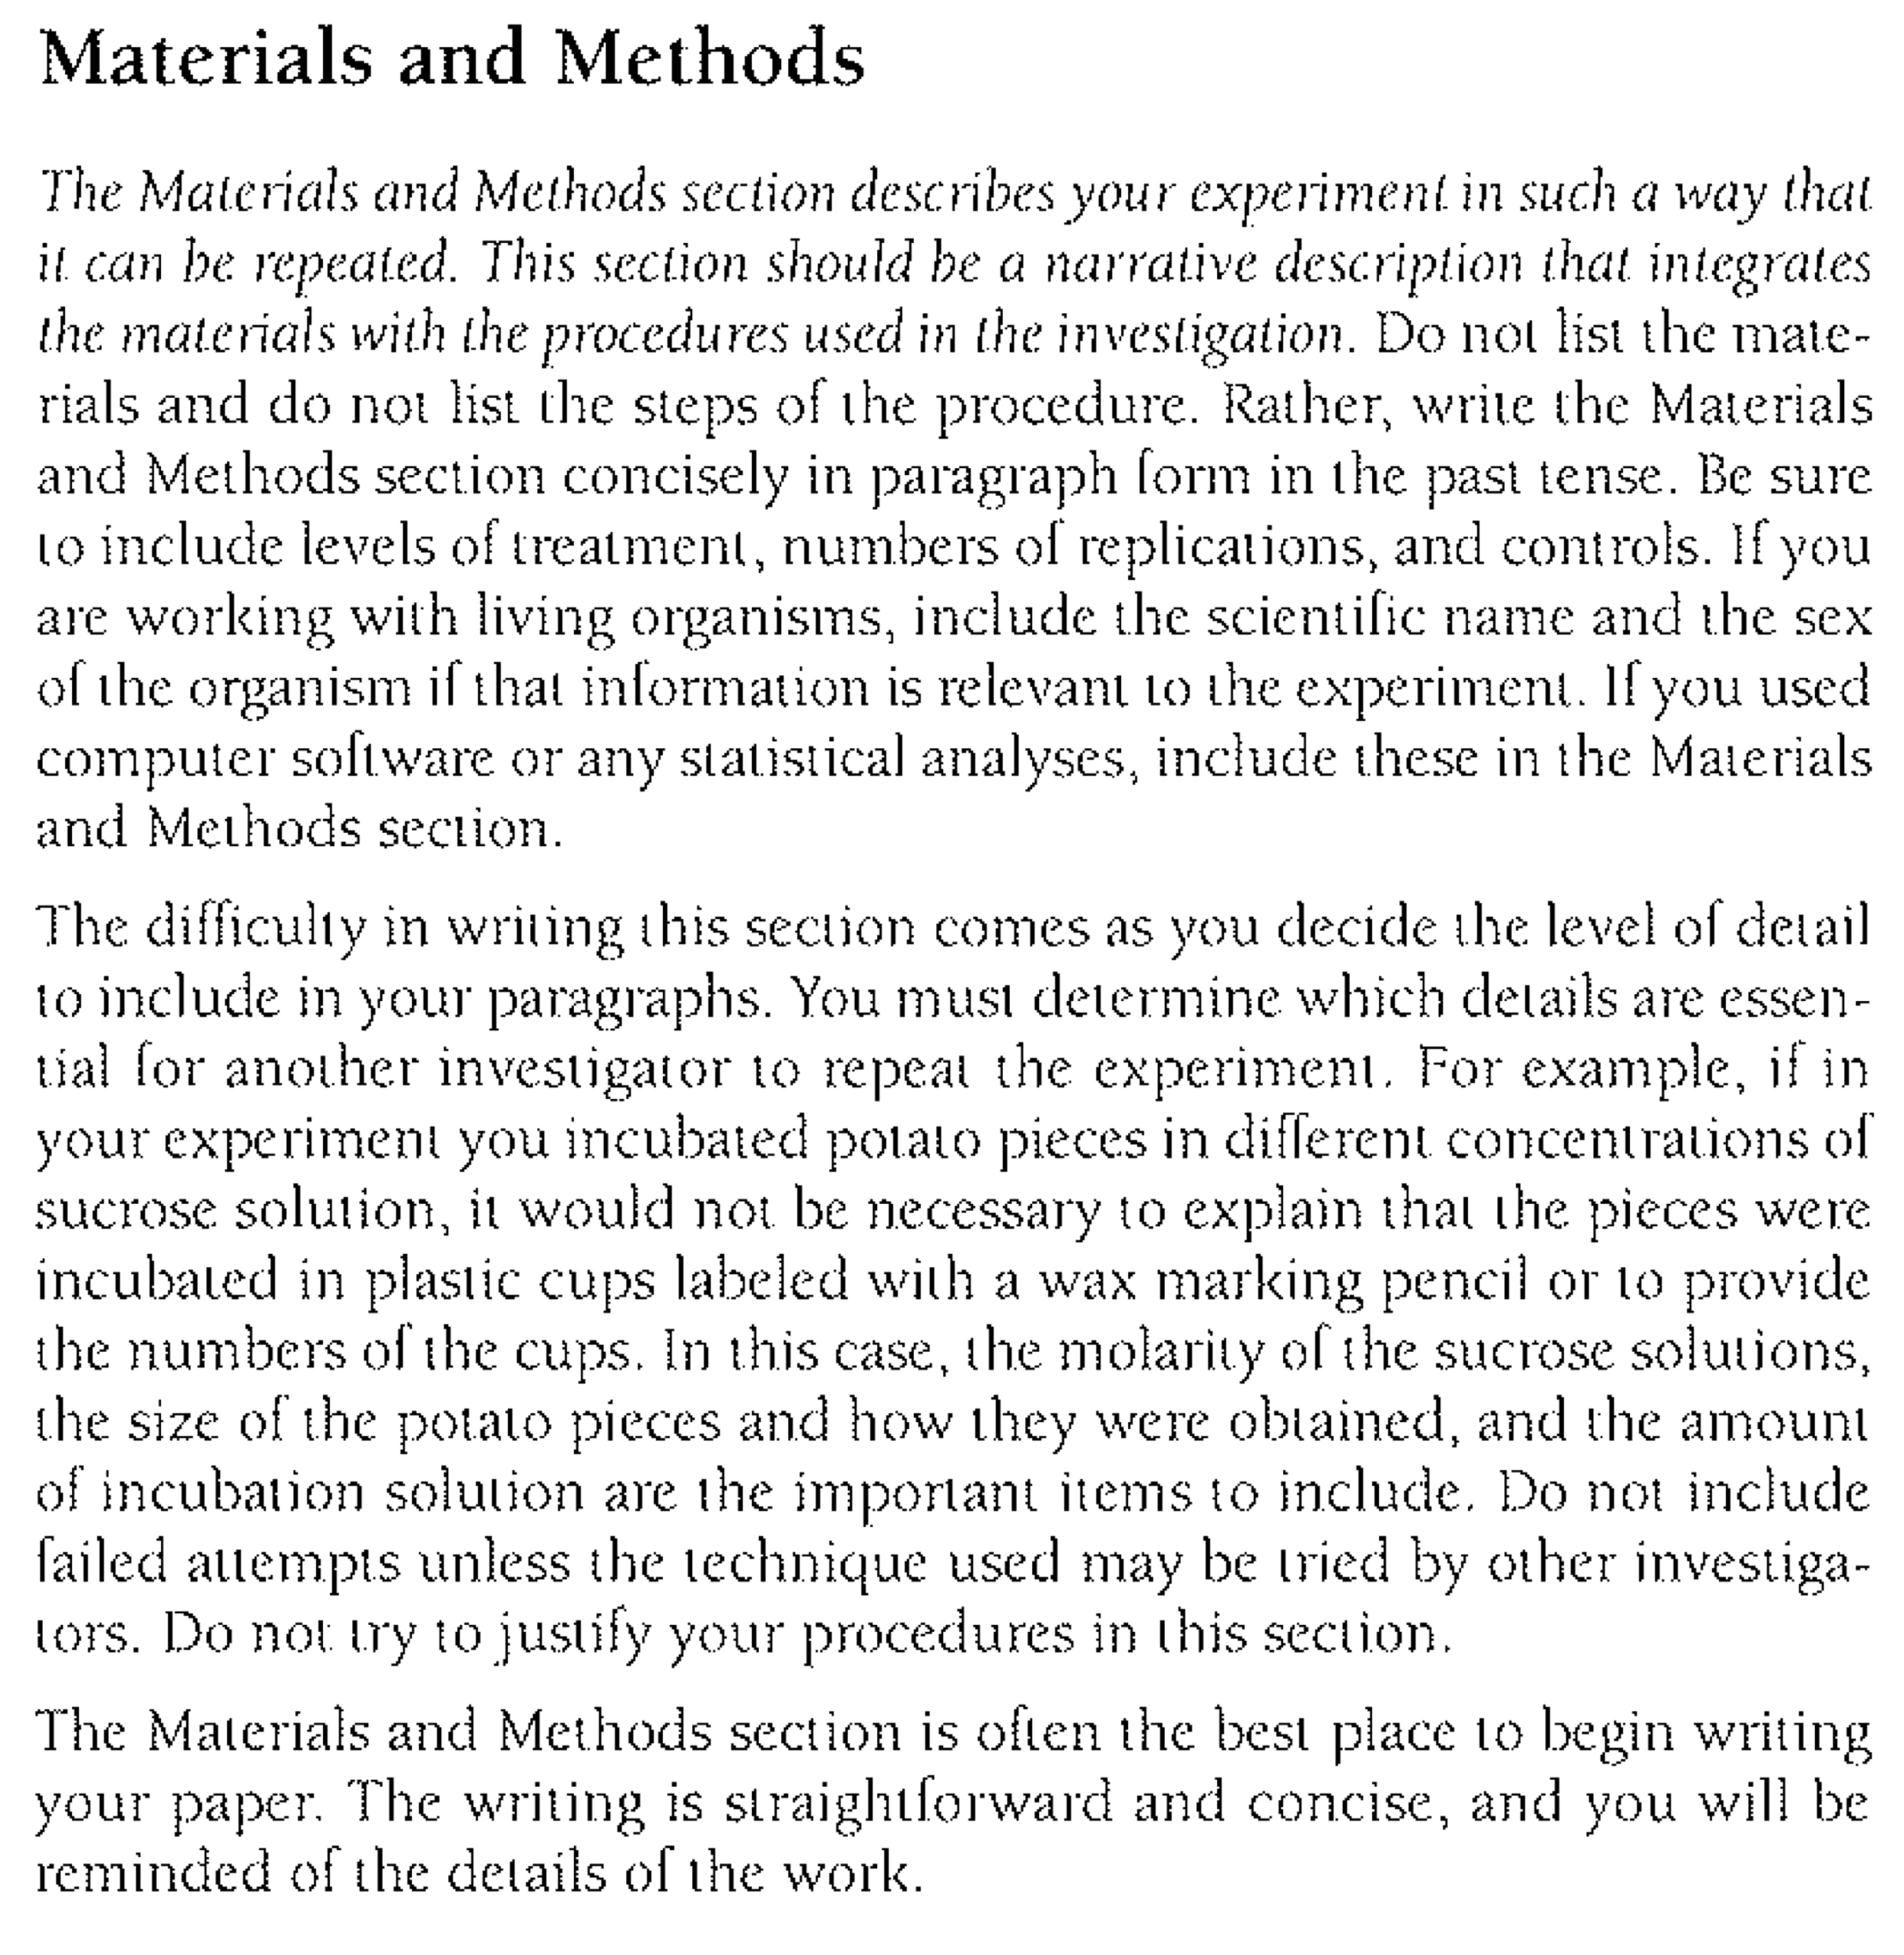 Materials and Methods
The Materials and Methods section describes your experiment in such a way that
it can be repeated. This section should be a narrative description that integrates
the materials with the procedures used in the investigation. Do not list the mate-
rials and do not list the steps of the procedure. Rather, write the Materials
and Methods section concisely in paragraph form in the past tense. Be sure
to include levels of treatment, numbers of replications, and controls. If you
are working with living organisms, include the scientific name and the sex
of the organism if that information is relevant to the experiment. If you used
computer software or any statistical analyses, include these in the Materials
and Methods section.
The difficulty in writing this section comes as you decide the level of detail
to include in your paragraphs. You must determine which details are essen-
tial for another investigator to repeat the experiment. For example, if in
your experiment you incubated potato pieces in different concentrations of
sucrose solution, it would not be necessary to explain that the pieces were
incubated in plastic cups labeled with a wax marking pencil or to provide
the numbers of the cups. In this case, the molarity of the sucrose solutions,
the size of the potato pieces and how they were obtained, and the amount
of incubation solution are the important items to include. Do not include
failed attempts unless the technique used may be tried by other investiga-
tors. Do not try to justify your procedures in this section.
The Materials and Methods section is often the best place to begin writing
your paper. The writing is straightforward and concise, and you will be
reminded of the details of the work.